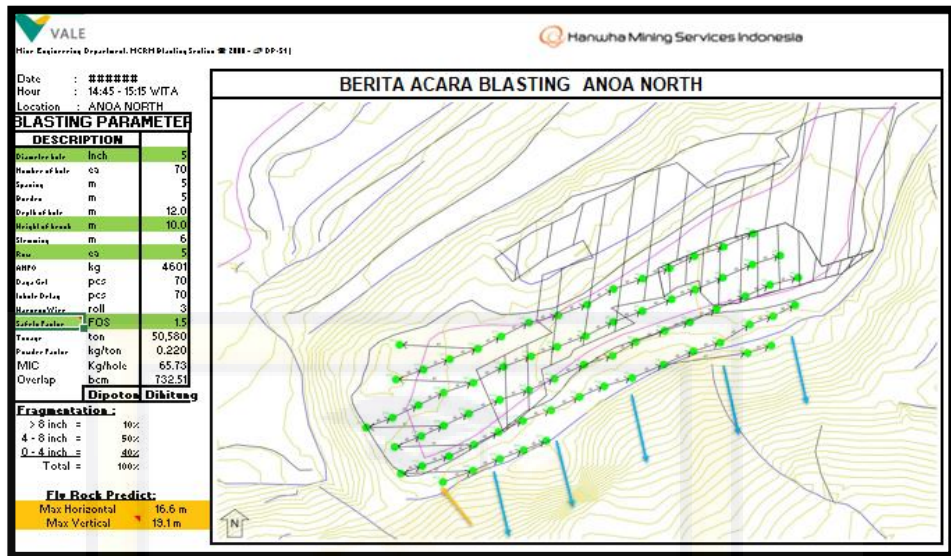 VALE
Hanwha Mining Services Indonesia
Mine Engineering Department, MCRM Blasting Section
Date : ######
Hour : 14:45 - 15:15 WITA
Location : ANOA NORTH
BERITA ACARA BLASTING ANOA NORTH
BLASTING PARAMETER
DESCRIPTION
Diameter hole Inch 5
Number of hole ea 70
Spacing m 5
Burden m 5
Depth of hole m 12.0
Height of bench m 10.0
Stemming m 6
Row ea 5
ANFO kg 4601
Daya Gel pcs 70
Inhole Delay pcs 70
Harness Wire roll 3
Safety Factor FOS 1.5
Tonage ton 50,580
Powder Factor kg/ton 0.220
MIC Kg/hole 65.73
Overlap bcm 732.51
Dipoton Dihitung
Fragmentation :
> 8 inch = 10%
4 - 8 inch = 50%
0 - 4 inch = 40%
Total = 100%
Fly Rock Predict:
Max Horizontal 16.6 m
Max Vertical 19.1 m
N